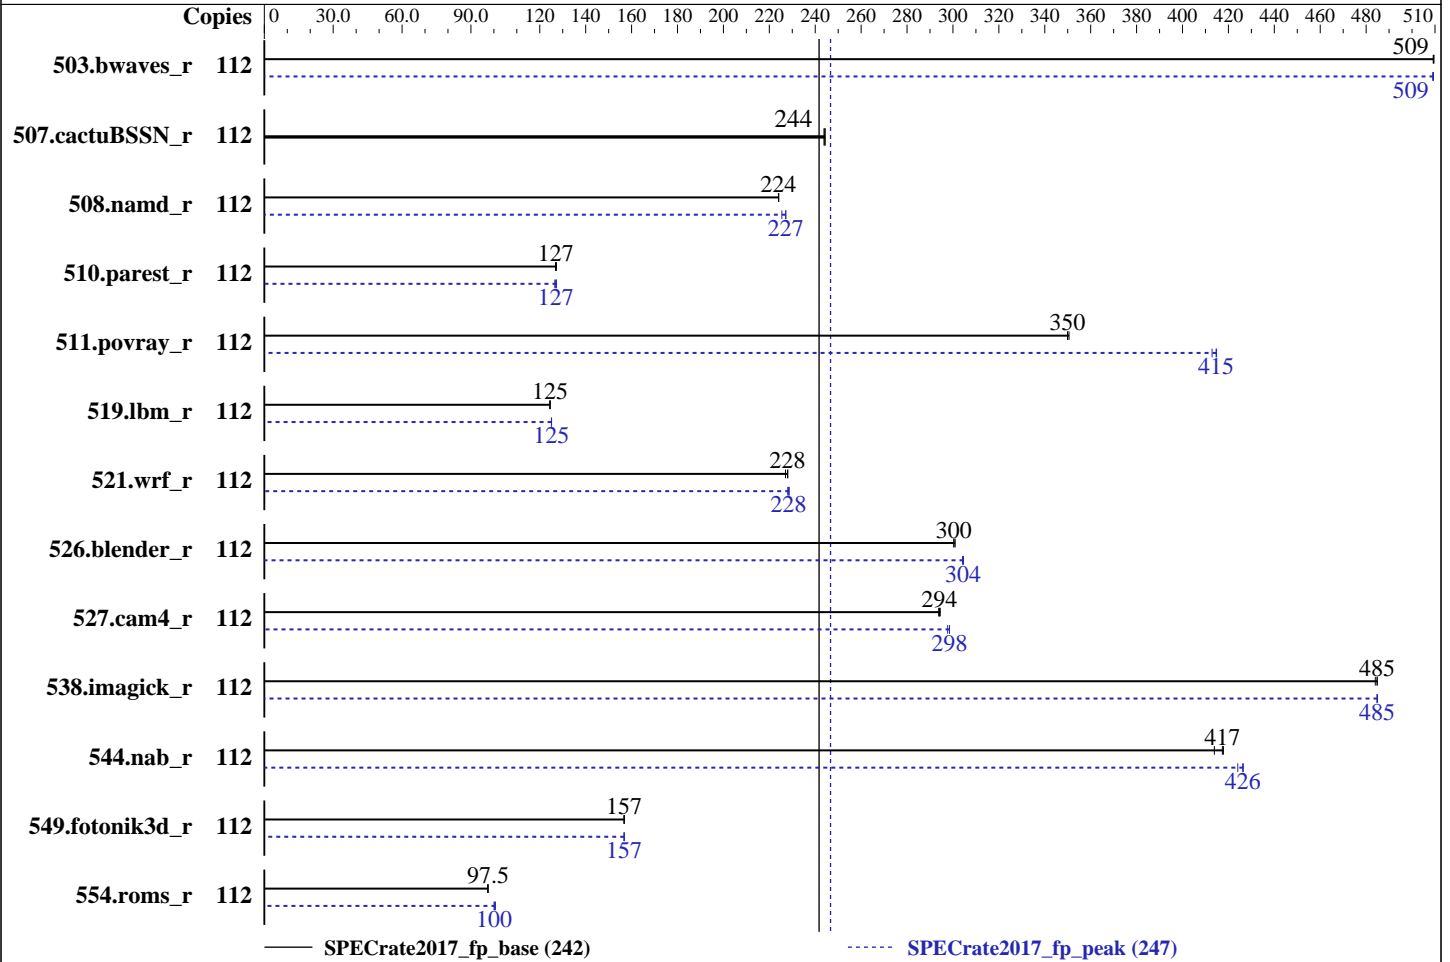 Copies 0 30.0 60.0 90.0 120 140 160 180 200 220 240 260 280 300 320 340 360 380 400 420 440 460 480 510
509
503.bwaves_r 112
509
244
507.cactuBSSN_r 112
224
508.namd_r 112
227
127
510.parest_r 112
127
350
511.povray_r 112
415
125
519.lbm_r 112
125
228
521.wrf_r 112
228
300
526.blender_r 112
304
294
527.cam4_r 112
298
485
538.imagick_r 112
485
417
544.nab_r 112
426
157
549.fotonik3d_r 112
157
97.5
554.roms_r 112
100
SPECrate2017_fp_base (242) SPECrate2017_fp_peak (247)